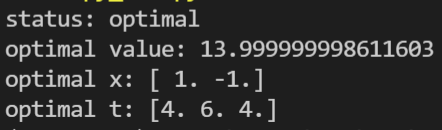 status: optimal
optimal value: 13.999999998611603
optimal x: [ 1. -1.]
optimal t: [4. 6. 4.]